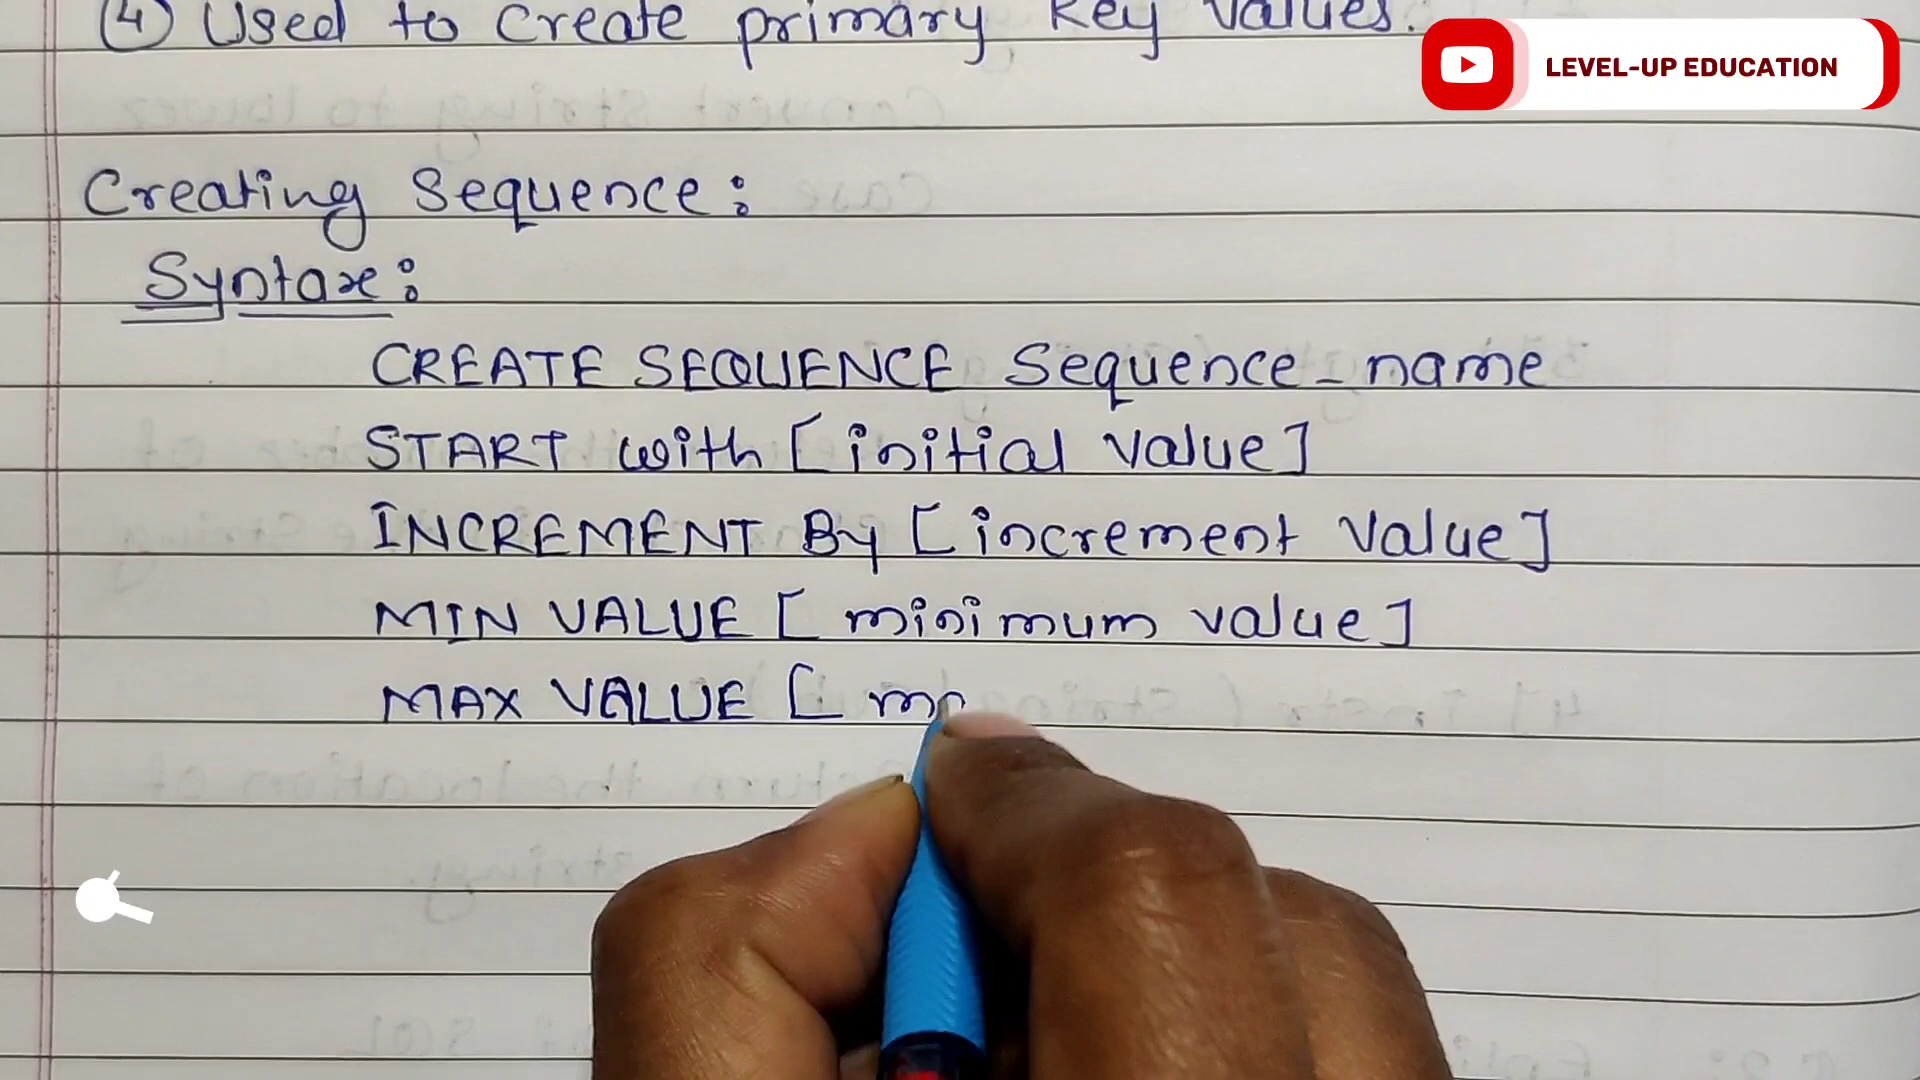 ④ Used to Create primary Key Values.
LEVEL-UP EDUCATION
Creating Sequence:
Syntax:
CREATE SEQUENCE Sequence_name
START with [initial value]
INCREMENT By [increment Value]
MIN VALUE [minimum value]
MAX VALUE [